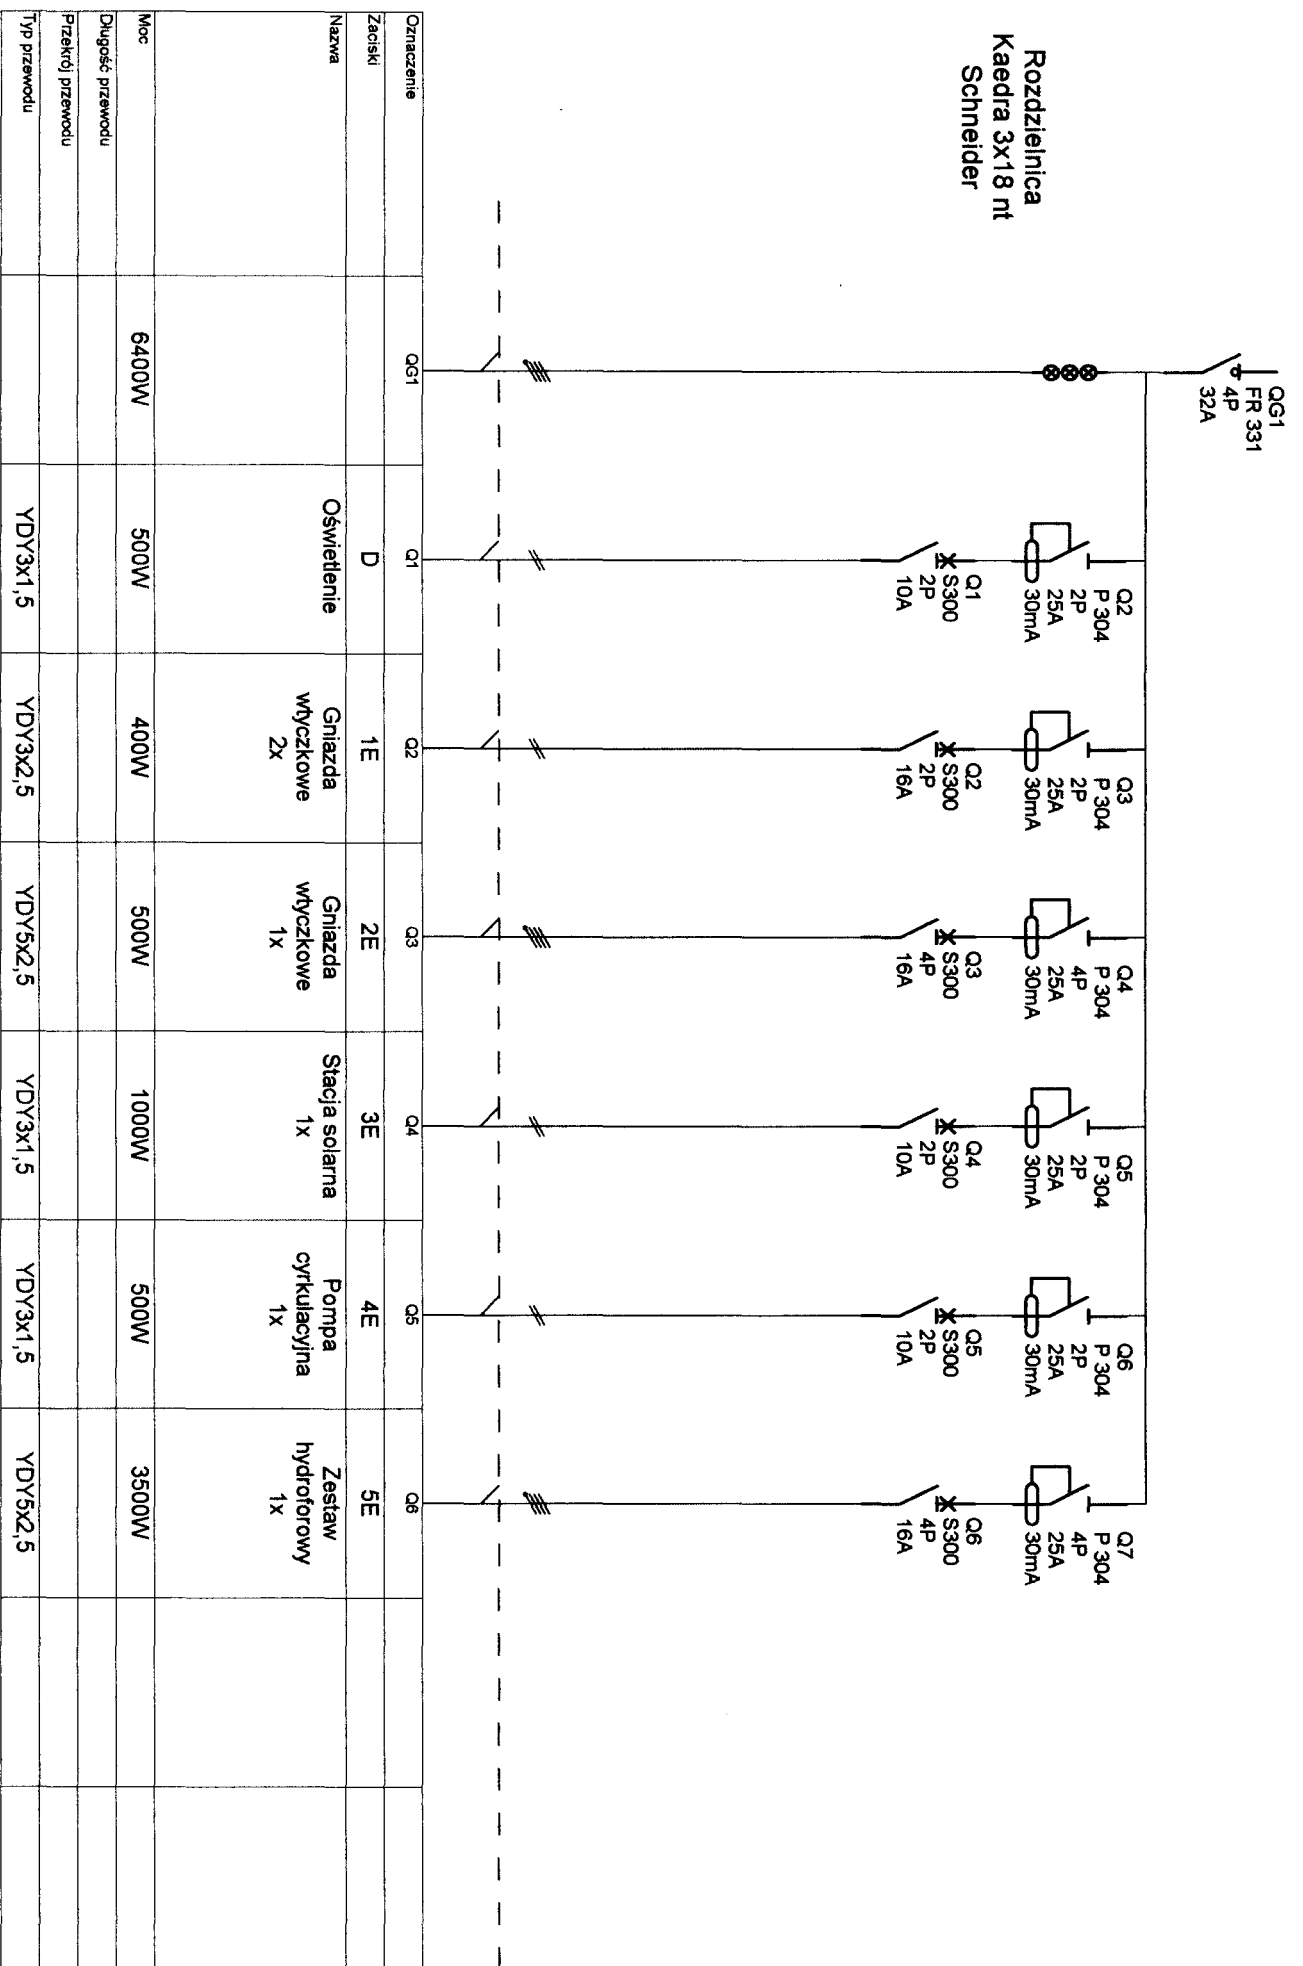 Rozdzielnica
Kaedra 3x18 nt
Schneider
QG1
FR 331
4P
32A
Q2
P 304
2P
25A
30mA
Q3
P 304
2P
25A
30mA
Q4
P 304
4P
25A
30mA
Q5
P 304
2P
25A
30mA
Q6
P 304
2P
25A
30mA
Q7
P 304
4P
25A
30mA
Q1
S300
2P
10A
Q2
S300
2P
16A
Q3
S300
4P
16A
Q4
S300
2P
10A
Q5
S300
2P
10A
Q6
S300
4P
16A
Oznaczenie QG1 Q1 Q2 Q3 Q4 Q5 Q6
Zaciski D 1E 2E 3E 4E 5E
Nazwa
Oświetlenie
Gniazda
wtyczkowe
2x
Gniazda
wtyczkowe
1x
Stacja solarna
1x
Pompa
cyrkulacyjna
1x
Zestaw
hydroforowy
1x
Moc 6400W 500W 400W 500W 1000W 500W 3500W
Długość przewodu
Przekrój przewodu
Typ przewodu YDY3x1,5 YDY3x2,5 YDY5x2,5 YDY3x1,5 YDY3x1,5 YDY5x2,5